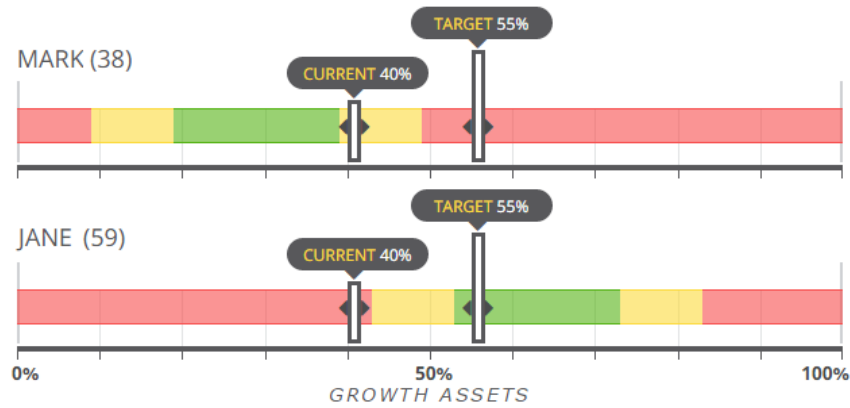 TARGET 55%
MARK (38)
CURRENT 40%
TARGET 55%
JANE (59)
CURRENT 40%
0% 50% 100%
GROWTH ASSETS